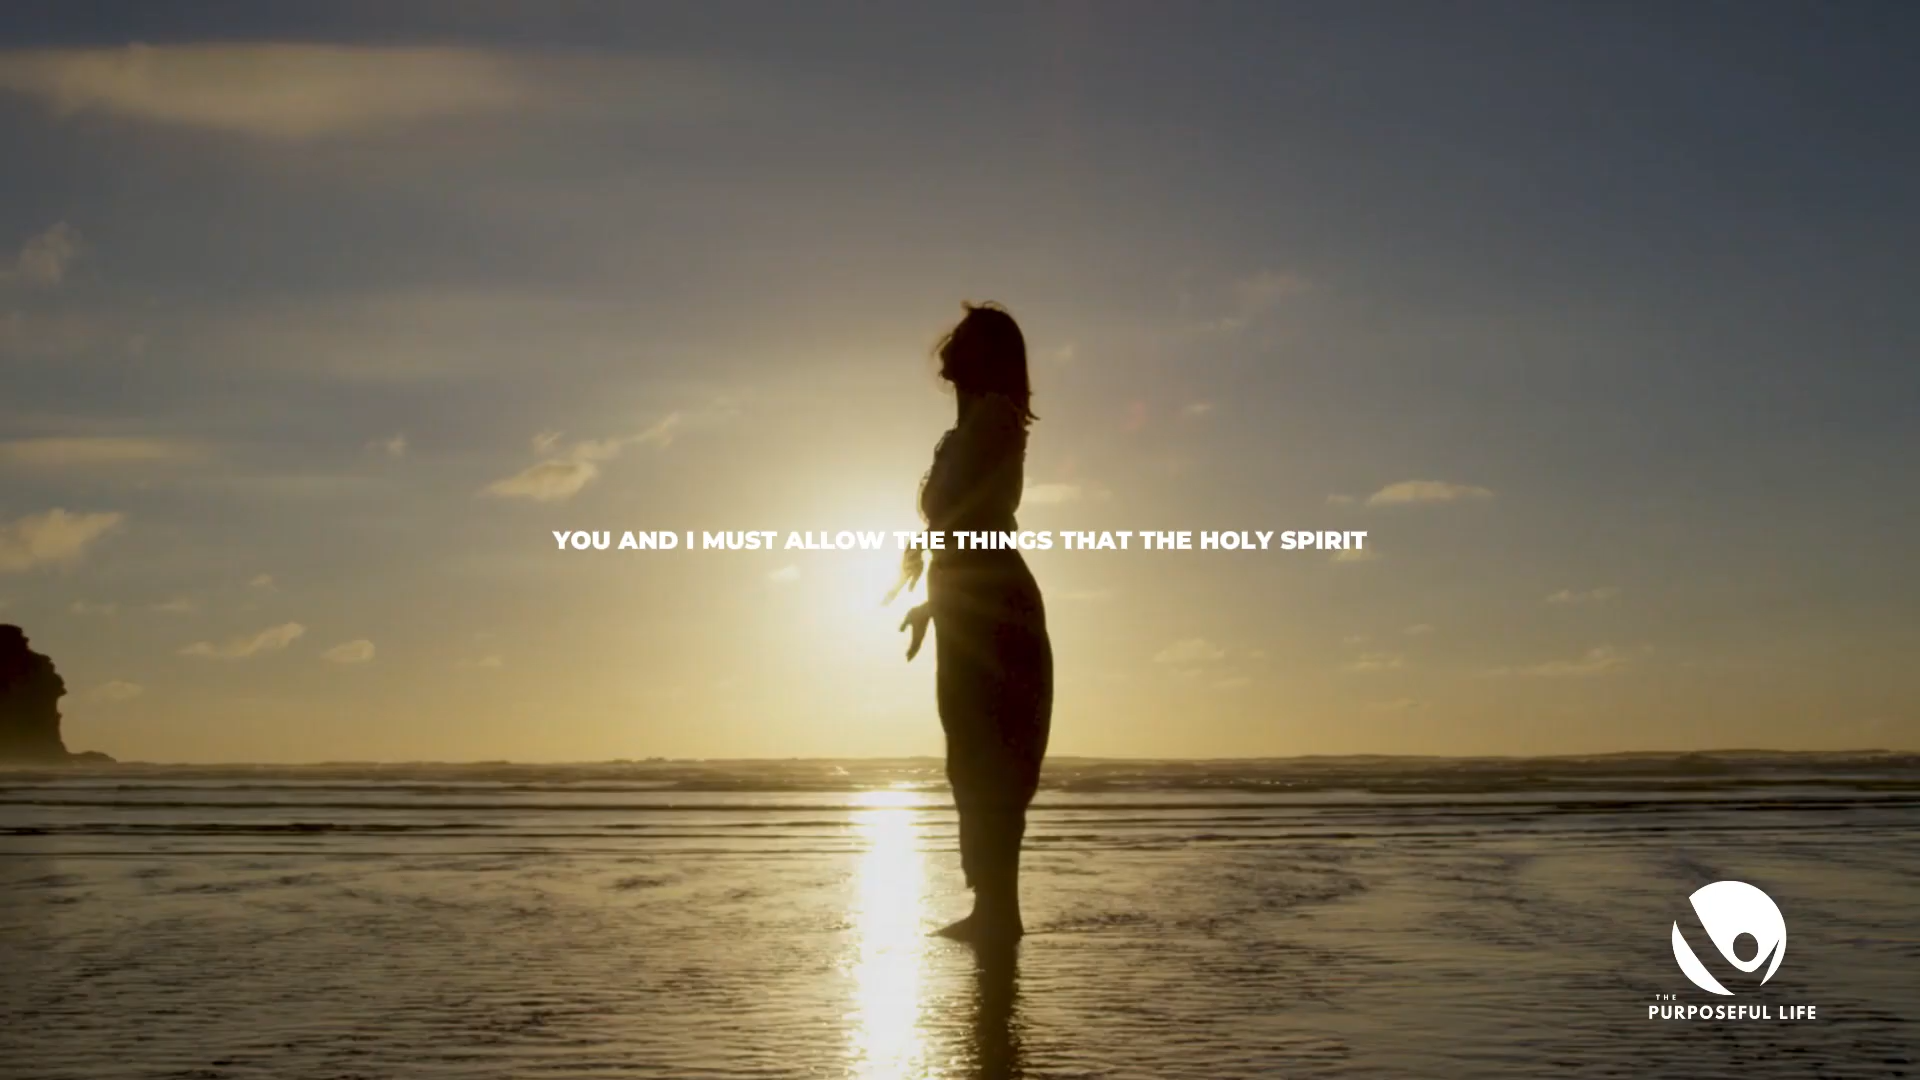 YOU AND I MUST ALLOW THE THINGS THAT THE HOLY SPIRIT
THE
PURPOSEFUL LIFE